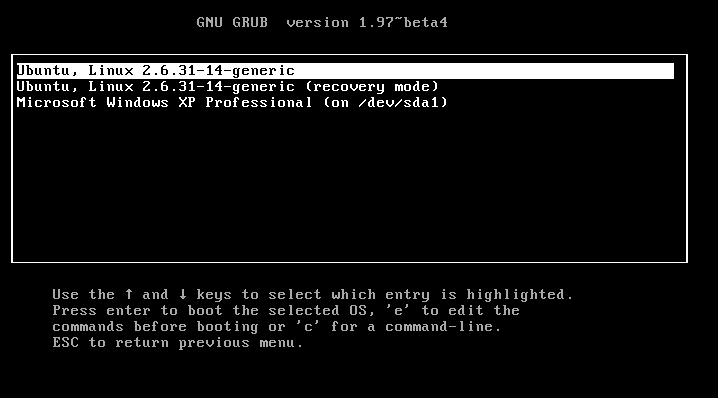 GNU GRUB  version 1.97~beta4
Ubuntu, Linux 2.6.31-14-generic
Ubuntu, Linux 2.6.31-14-generic (recovery mode)
Microsoft Windows XP Professional (on /dev/sda1)
Use the ↑ and ↓ keys to select which entry is highlighted.
Press enter to boot the selected OS, 'e' to edit the
commands before booting or 'c' for a command-line.
ESC to return previous menu.